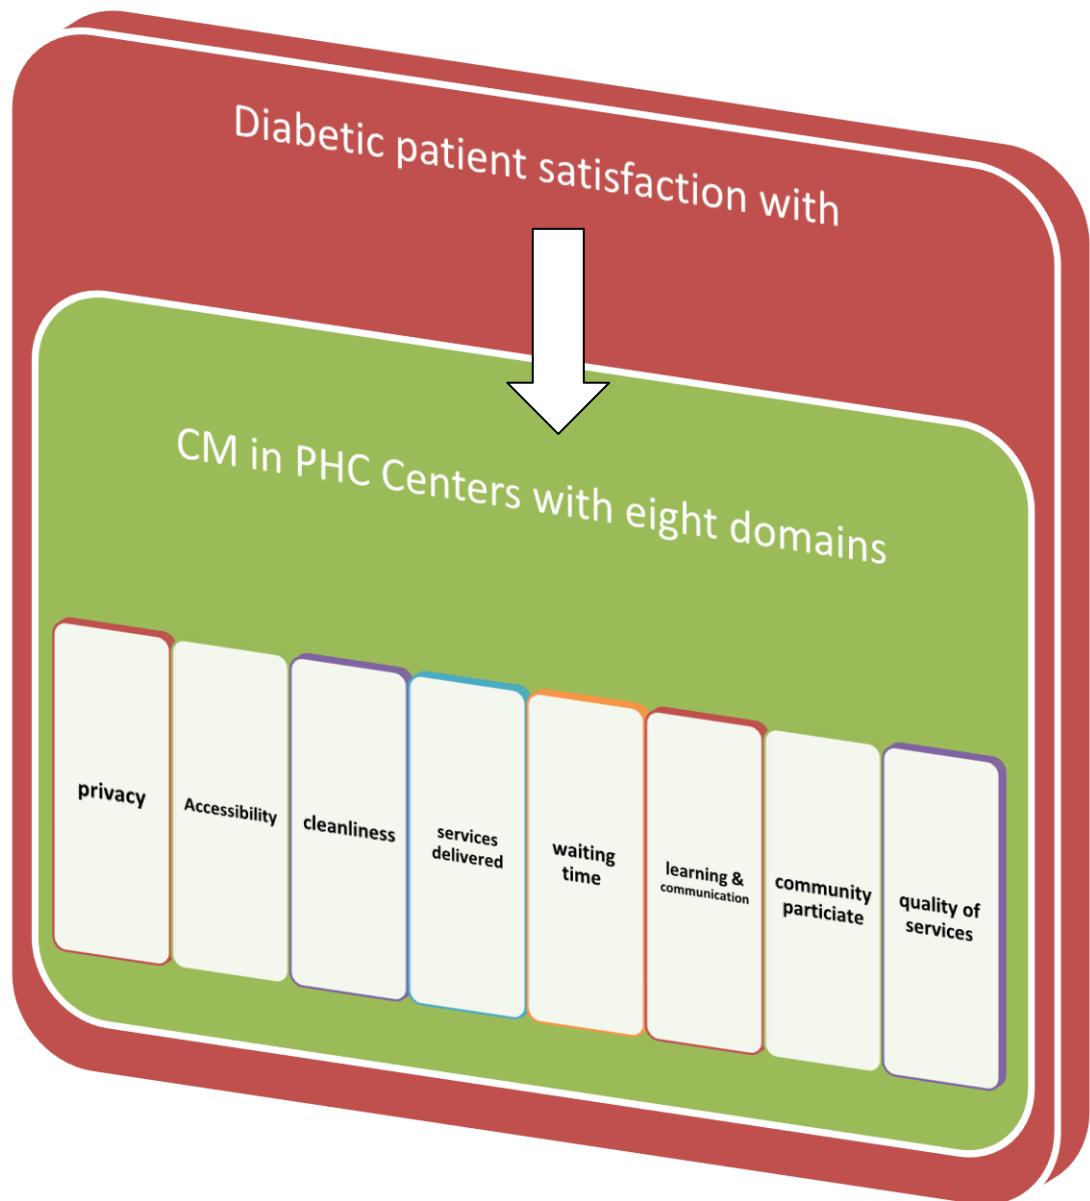 Diabetic patient satisfaction with
CM in PHC Centers with eight domains
privacy
Accessibility
cleanliness
services
delivered
waiting
time
learning &
communication
community
particiate
quality of
services